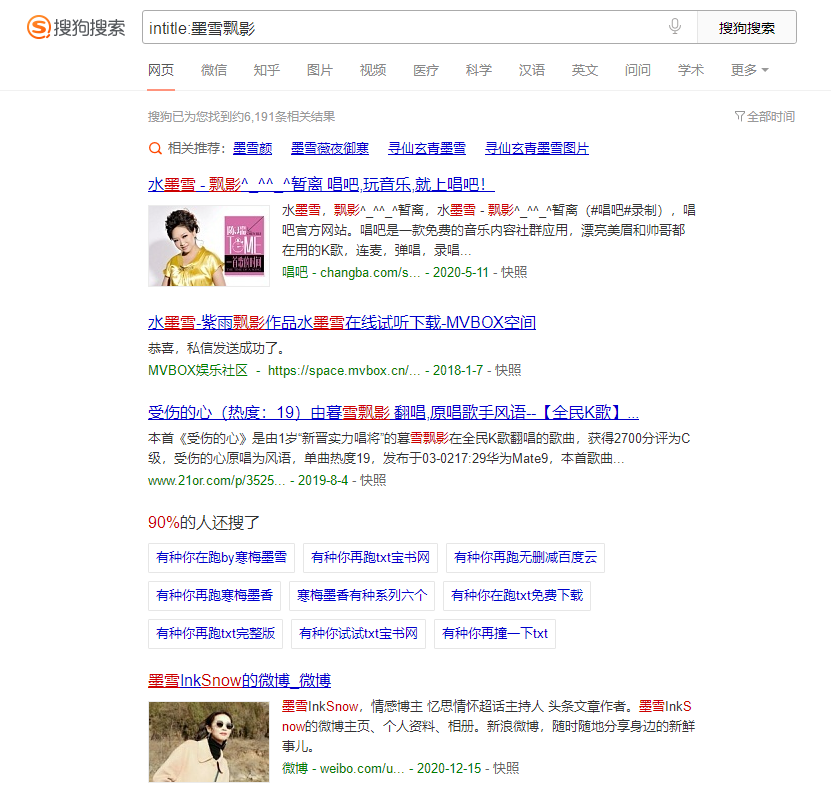 搜狗搜索
intitle:墨雪飘影
搜狗搜索
网页 微信 知乎 图片 视频 医疗 科学 汉语 英文 问问 学术 更多
搜狗已为您找到约6,191条相关结果 全部时间
相关推荐: 墨雪颜 墨雪薇夜御寒 寻仙玄青墨雪 寻仙玄青墨雪图片
水墨雪 - 飘影^_^^_^暂离 唱吧,玩音乐,就上唱吧!
陈瑞
TIME
一首歌的时间
水墨雪，飘影^_^^_^暂离，水墨雪 - 飘影^_^^_^暂离（#唱吧#录制），唱
吧官方网站。唱吧是一款免费的音乐内容社群应用，漂亮美眉和帅哥都
在用的K歌，连麦，弹唱，录唱...
唱吧 - changba.com/s... - 2020-5-11 - 快照
水墨雪-紫雨飘影作品水墨雪在线试听下载-MVBOX空间
恭喜，私信发送成功了。
MVBOX娱乐社区 - https://space.mvbox.cn/... - 2018-1-7 - 快照
受伤的心（热度：19）由暮雪飘影 翻唱,原唱歌手风语--【全民K歌】...
本首《受伤的心》是由1岁“新晋实力唱将”的暮雪飘影在全民K歌翻唱的歌曲，获得2700分评为C
级，受伤的心原唱为风语，单曲热度19，发布于03-0217:29华为Mate9，本首歌曲...
www.21or.com/p/3525... - 2019-8-4 - 快照
90%的人还搜了
有种你在跑by寒梅墨雪 有种你再跑txt宝书网 有种你再跑无删减百度云
有种你再跑寒梅墨香 寒梅墨香有种系列六个 有种你在跑txt免费下载
有种你再跑txt完整版 有种你试试txt宝书网 有种你再撞一下txt
墨雪InkSnow的微博_微博
墨雪InkSnow，情感博主 忆思情怀超话主持人 头条文章作者。墨雪InkS
now的微博主页、个人资料、相册。新浪微博，随时随地分享身边的新鲜
事儿。
微博 - weibo.com/u... - 2020-12-15 - 快照